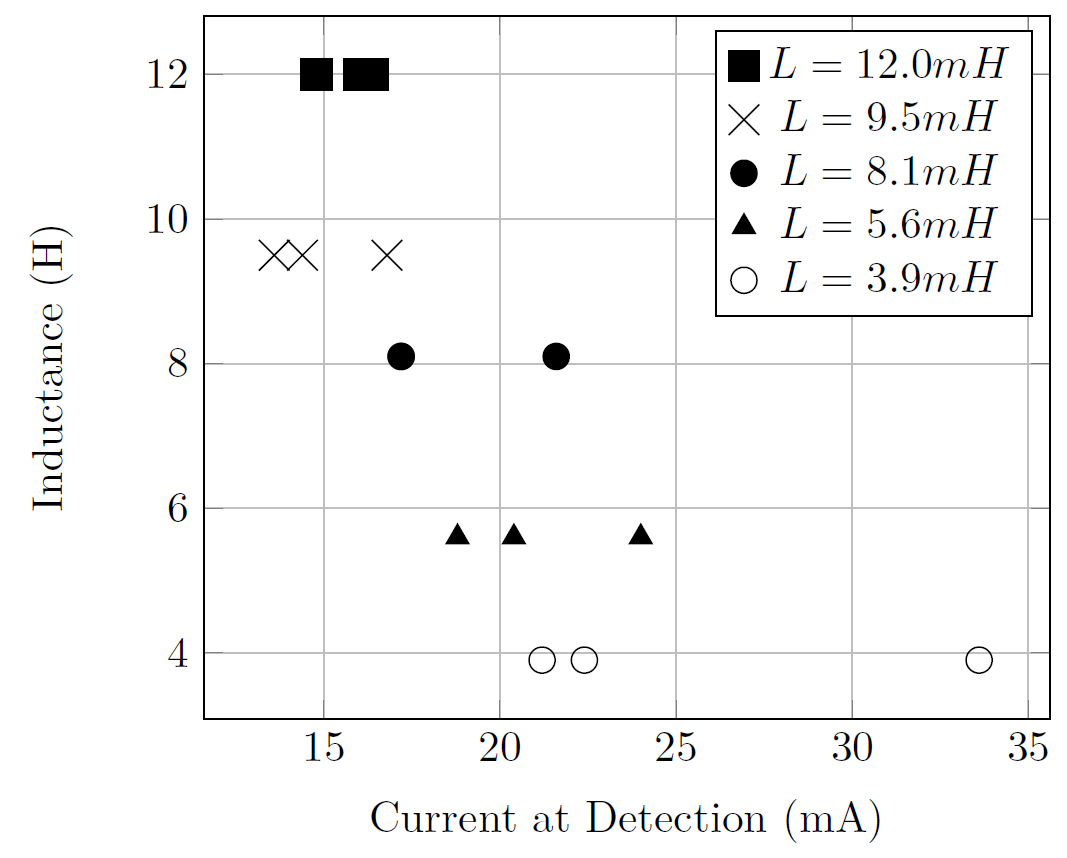 12
10
8
6
4
Inductance (H)
L = 12.0mH
L = 9.5mH
L = 8.1mH
L = 5.6mH
L = 3.9mH
15 20 25 30 35
Current at Detection (mA)